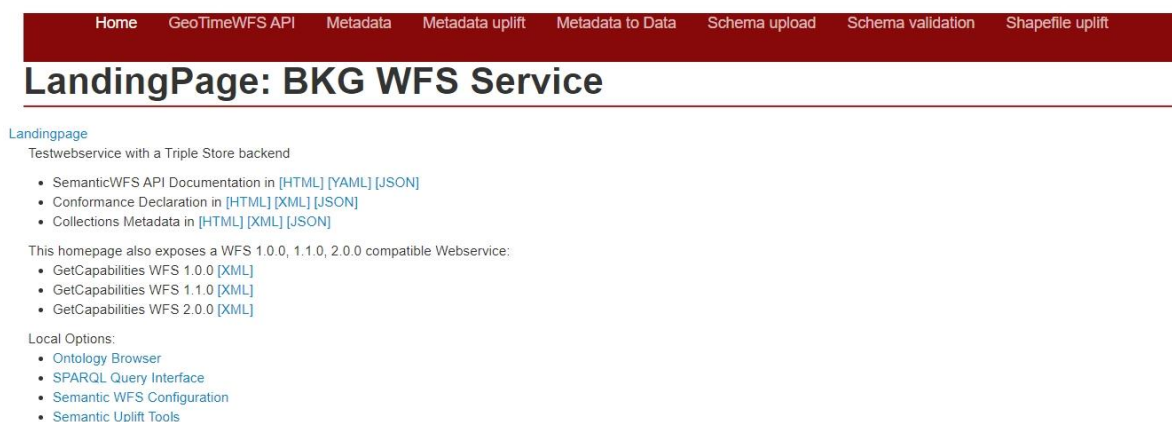 Home GeoTimeWFS API Metadata Metadata uplift Metadata to Data Schema upload Schema validation Shapefile uplift
LandingPage: BKG WFS Service
Landingpage
Testwebservice with a Triple Store backend
• SemanticWFS API Documentation in [HTML] [YAML] [JSON]
• Conformance Declaration in [HTML] [XML] [JSON]
• Collections Metadata in [HTML] [XML] [JSON]
This homepage also exposes a WFS 1.0.0, 1.1.0, 2.0.0 compatible Webservice:
• GetCapabilities WFS 1.0.0 [XML]
• GetCapabilities WFS 1.1.0 [XML]
• GetCapabilities WFS 2.0.0 [XML]
Local Options:
• Ontology Browser
• SPARQL Query Interface
• Semantic WFS Configuration
• Semantic Uplift Tools